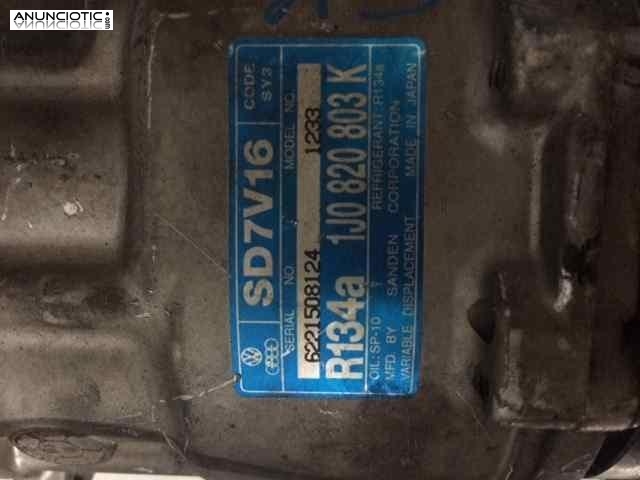 ANUNCIOTIC.com
SD7V16
CODE
SY3
SERIAL NO.
MODEL NO.
6221508124
1233
R134a 1J0 820 803 K
OIL: SP-10
REFRIGERANT: R134a
MFD. BY SANDEN CORPORATION
VARIABLE DISPLACEMENT MADE IN JAPAN